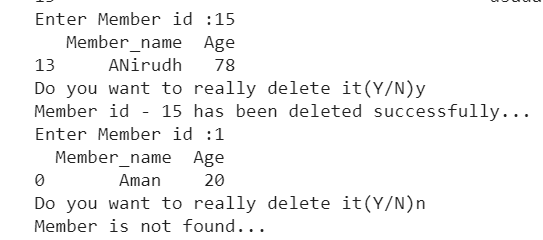 Enter Member id :15
Member_name Age
13 ANirudh 78
Do you want to really delete it(Y/N)y
Member id - 15 has been deleted successfully...
Enter Member id :1
Member_name Age
0 Aman 20
Do you want to really delete it(Y/N)n
Member is not found...